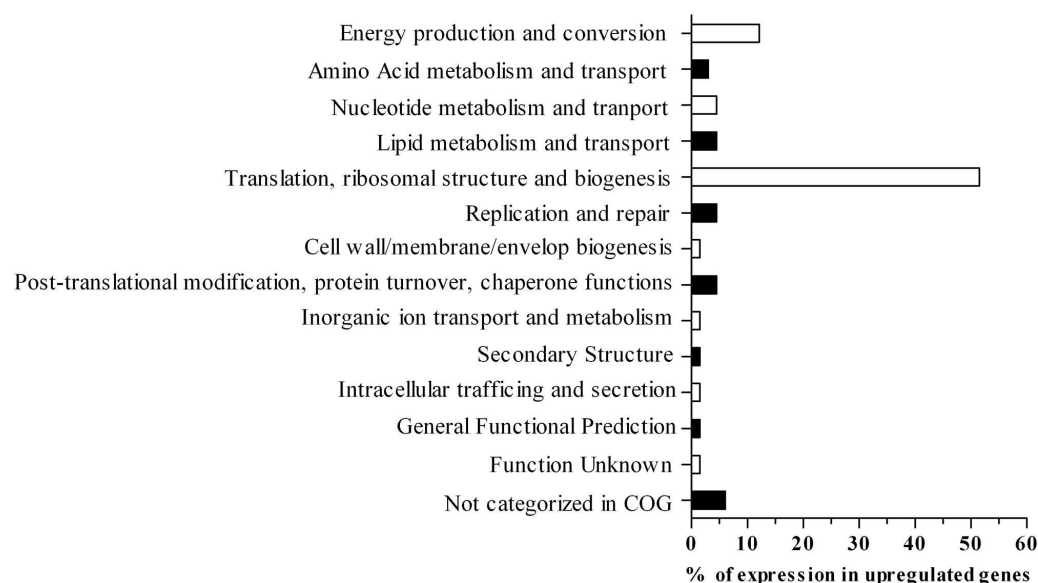 Energy production and conversion
Amino Acid metabolism and transport
Nucleotide metabolism and tranport
Lipid metabolism and transport
Translation, ribosomal structure and biogenesis
Replication and repair
Cell wall/membrane/envelop biogenesis
Post-translational modification, protein turnover, chaperone functions
Inorganic ion transport and metabolism
Secondary Structure
Intracellular trafficing and secretion
General Functional Prediction
Function Unknown
Not categorized in COG
0 10 20 30 40 50 60
% of expression in upregulated genes